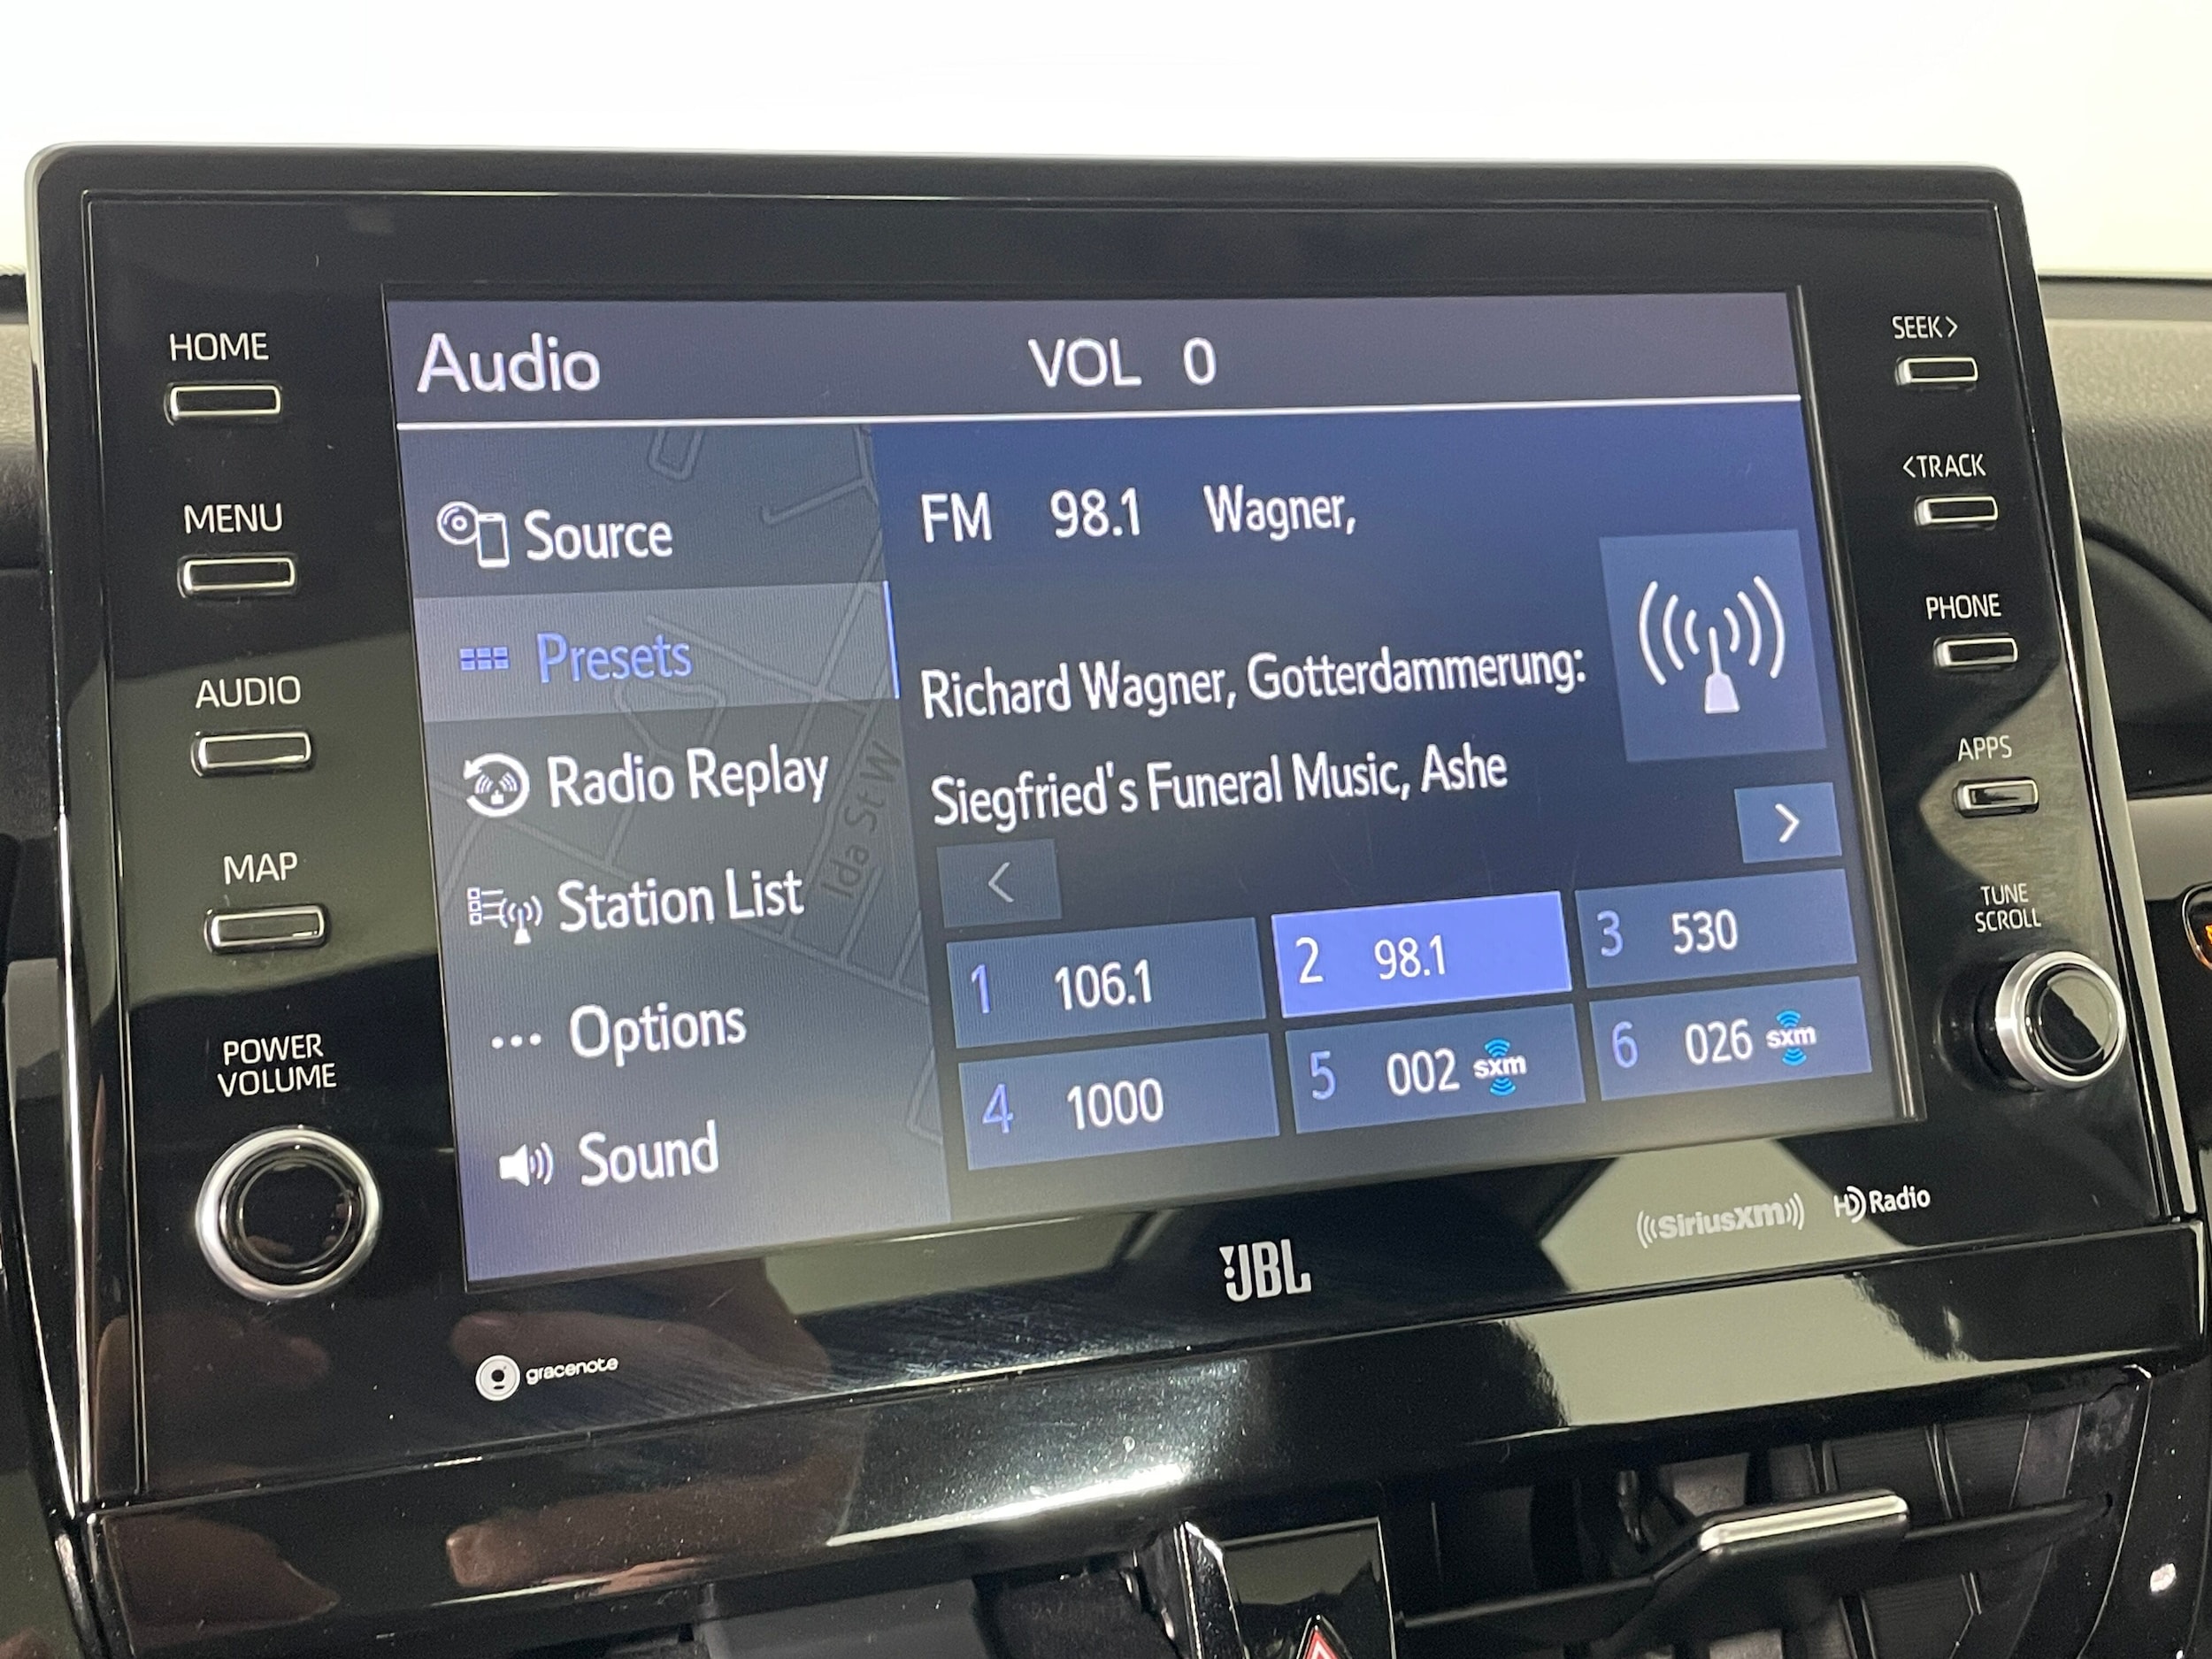 HOME
MENU
AUDIO
MAP
POWER
VOLUME
Audio
VOL 0
Source
Presets
Radio Replay
Station List
Options
Sound
Ida St W
FM 98.1 Wagner,
Richard Wagner, Gotterdammerung:
Siegfried's Funeral Music, Ashe
<
>
1 106.1
2 98.1
3 530
4 1000
5 002 sxm
6 026 sxm
SEEK>
<TRACK
PHONE
APPS
TUNE
SCROLL
gracenote
JBL
((SiriusXM))
HD Radio